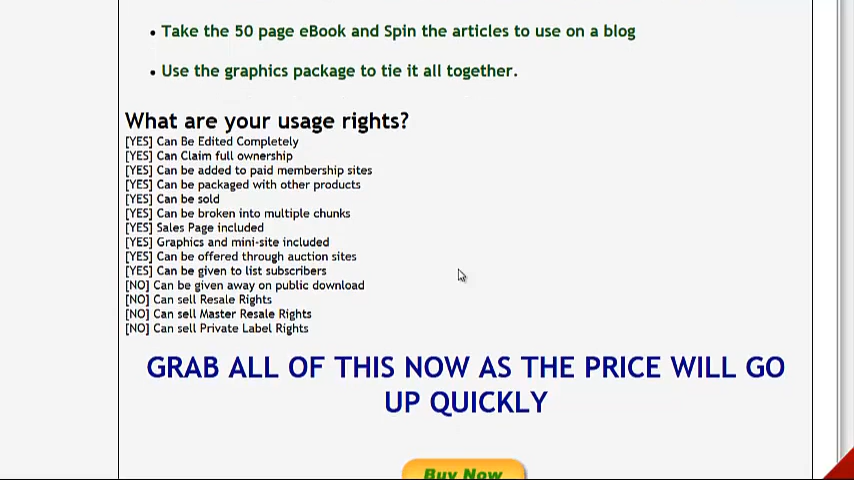 • Take the 50 page eBook and Spin the articles to use on a blog
• Use the graphics package to tie it all together.
What are your usage rights?
[YES] Can Be Edited Completely
[YES] Can Claim full ownership
[YES] Can be added to paid membership sites
[YES] Can be packaged with other products
[YES] Can be sold
[YES] Can be broken into multiple chunks
[YES] Sales Page included
[YES] Graphics and mini-site included
[YES] Can be offered through auction sites
[YES] Can be given to list subscribers
[NO] Can be given away on public download
[NO] Can sell Resale Rights
[NO] Can sell Master Resale Rights
[NO] Can sell Private Label Rights
GRAB ALL OF THIS NOW AS THE PRICE WILL GO
UP QUICKLY
Buy Now